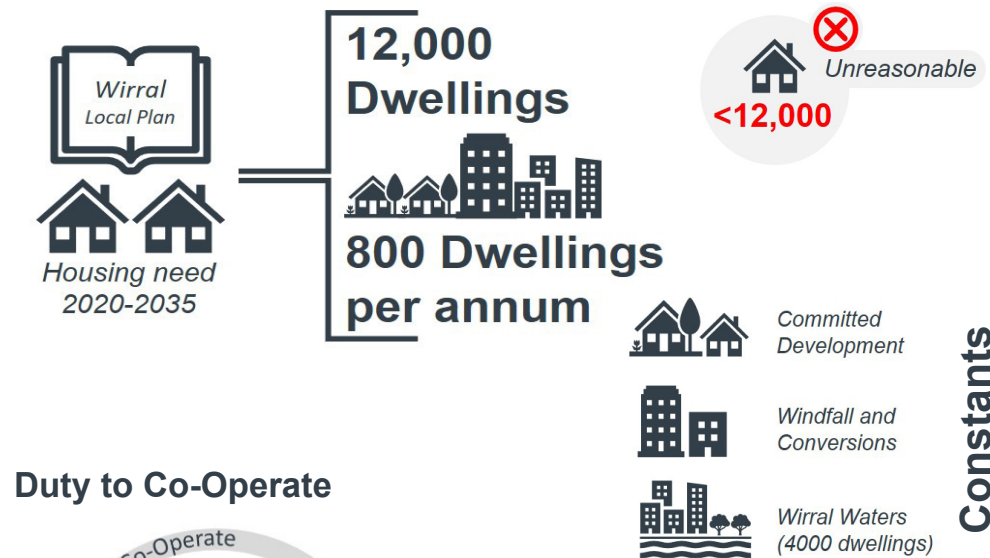 Wirral
Local Plan
Housing need
2020-2035
12,000
Dwellings
800 Dwellings
per annum
Unreasonable
<12,000
Committed
Development
Windfall and
Conversions
Wirral Waters
(4000 dwellings)
Constants
Duty to Co-Operate
Co-Operate